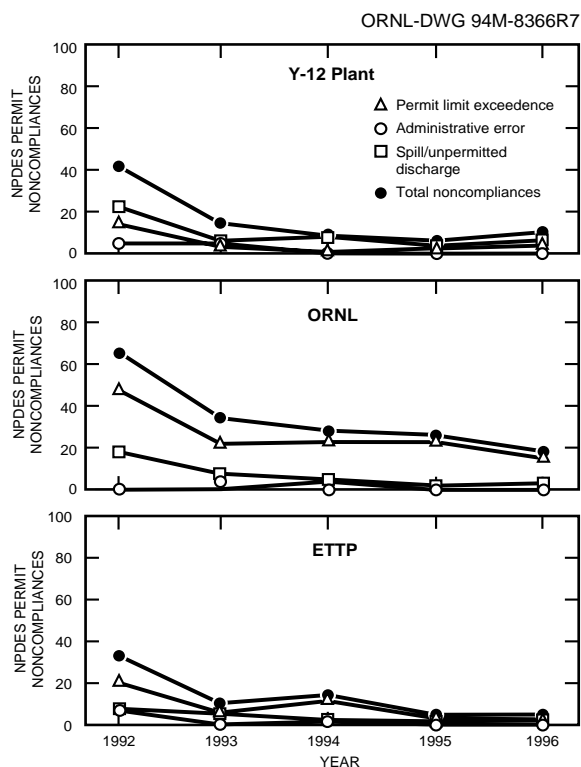 ORNL-DWG 94M-8366R7
NPDES PERMIT
NONCOMPLIANCES
100
80
60
40
20
0
Y-12 Plant
Permit limit exceedence
Administrative error
Spill/unpermitted
discharge
Total noncompliances
NPDES PERMIT
NONCOMPLIANCES
100
80
60
40
20
0
ORNL
NPDES PERMIT
NONCOMPLIANCES
100
80
60
40
20
0
ETTP
1992 1993 1994 1995 1996
YEAR